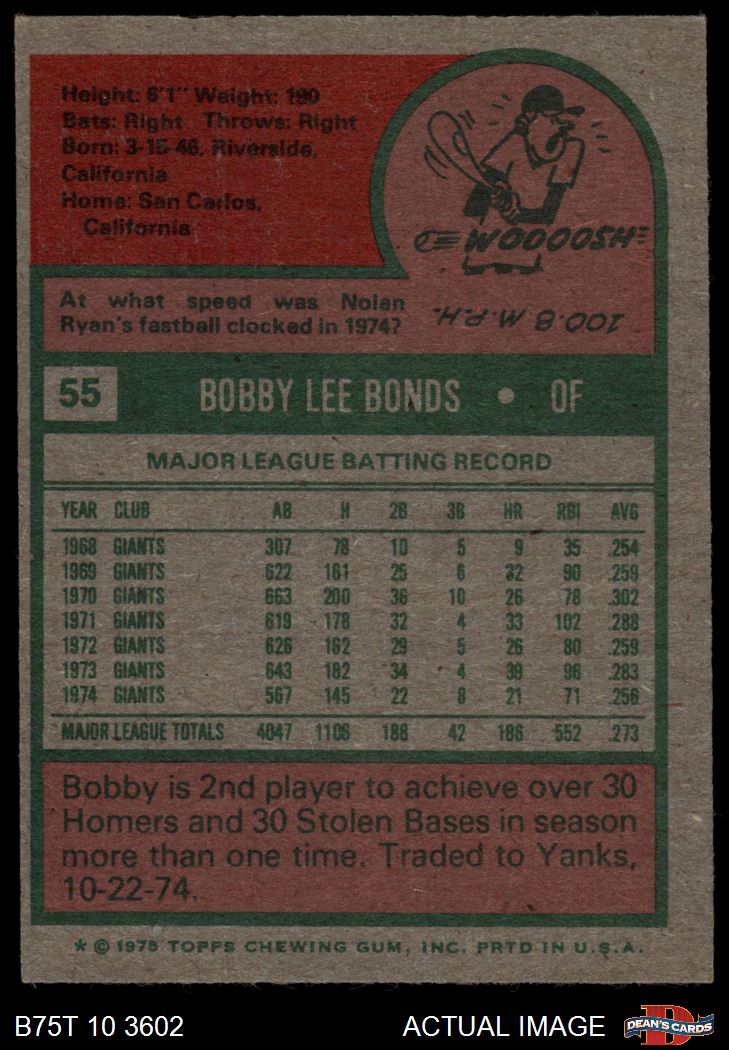 Height: 6'1" Weight: 190
Bats: Right Throws: Right
Born: 3-15-46, Riverside,
California
Home: San Carlos,
California
WOOOOSH
At what speed was Nolan
Ryan's fastball clocked in 1974?
100.8 M.P.H.
55 BOBBY LEE BONDS • OF
MAJOR LEAGUE BATTING RECORD
YEAR CLUB AB H 2B 3B HR RBI AVG
1968 GIANTS 307 78 10 5 9 35 .254
1969 GIANTS 622 161 25 6 32 90 .259
1970 GIANTS 663 200 36 10 26 78 .302
1971 GIANTS 619 178 32 4 33 102 .288
1972 GIANTS 626 162 29 5 26 80 .259
1973 GIANTS 643 182 34 4 39 96 .283
1974 GIANTS 567 145 22 8 21 71 .256
MAJOR LEAGUE TOTALS 4047 1106 188 42 186 552 .273
Bobby is 2nd player to achieve over 30
Homers and 30 Stolen Bases in season
more than one time. Traded to Yanks,
10-22-74.
* © 1975 TOPPS CHEWING GUM, INC. PRTD IN U.S.A.
B75T 10 3602 ACTUAL IMAGE DEAN'S CARDS